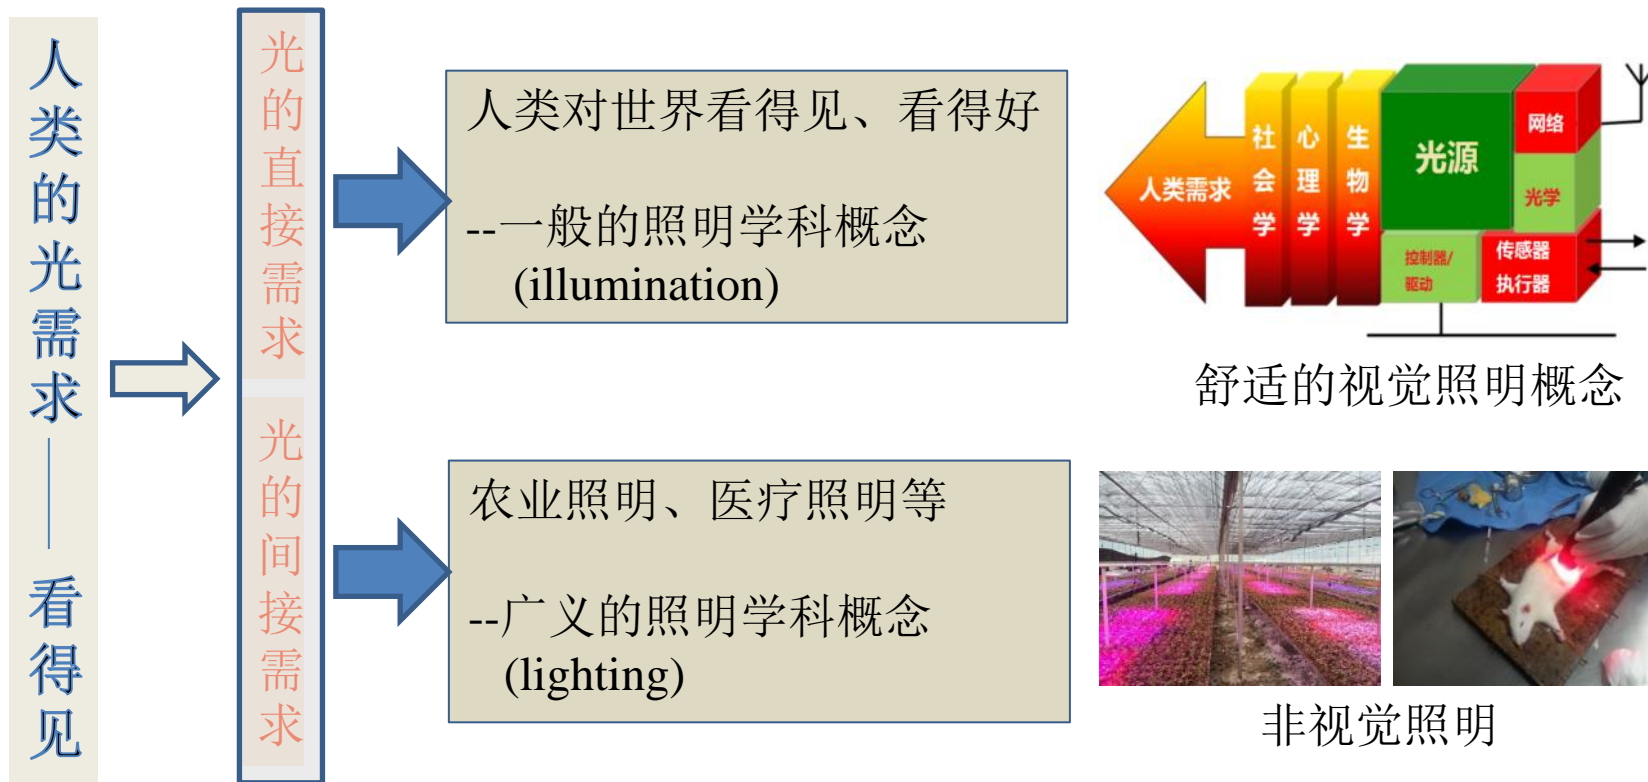 人类的光需求——看得见
光的直接需求
人类对世界看得见、看得好
--一般的照明学科概念
(illumination)
人类需求
社会学
心理学
生物学
光源
网络
光学
控制器/
驱动
传感器
执行器
舒适的视觉照明概念
光的间接需求
农业照明、医疗照明等
--广义的照明学科概念
(lighting)
非视觉照明